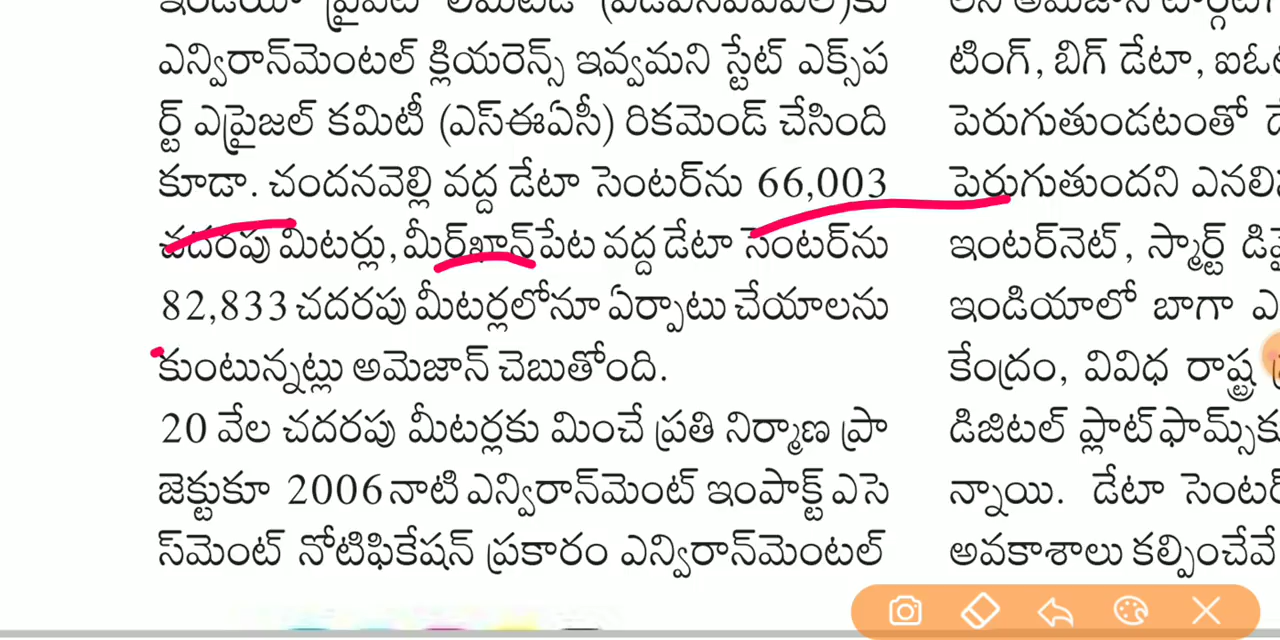 ఎన్విరాన్‌మెంటల్ క్లియరెన్స్ ఇవ్వమని స్టేట్ ఎక్స్‌ప
ర్ట్ ఎప్రైజల్ కమిటీ (ఎస్ఈఏసీ) రికమెండ్ చేసింది
కూడా. చందనవెల్లి వద్ద డేటా సెంటర్‌ను 66,003
చదరపు మీటర్లు, మీర్‌ఖాన్‌పేట వద్ద డేటా సెంటర్‌ను
82,833 చదరపు మీటర్లలోనూ ఏర్పాటు చేయాలను
కుంటున్నట్లు అమెజాన్ చెబుతోంది.
20 వేల చదరపు మీటర్లకు మించే ప్రతి నిర్మాణ ప్రా
జెక్టుకూ 2006 నాటి ఎన్విరాన్‌మెంట్ ఇంపాక్ట్ ఎసె
స్‌మెంట్ నోటిఫికేషన్ ప్రకారం ఎన్విరాన్‌మెంటల్
టింగ్, బిగ్ డేటా,
పెరుగుతుండటంతో
పెరుగుతుందని
ఇంటర్‌నెట్, స్మార్ట్
ఇండియాలో బాగా
కేంద్రం, వివిధ రాష్ట్ర
డిజిటల్ ప్లాట్‌ఫామ్స్‌కు
న్నాయి. డేటా
అవకాశాలు కల్పించే